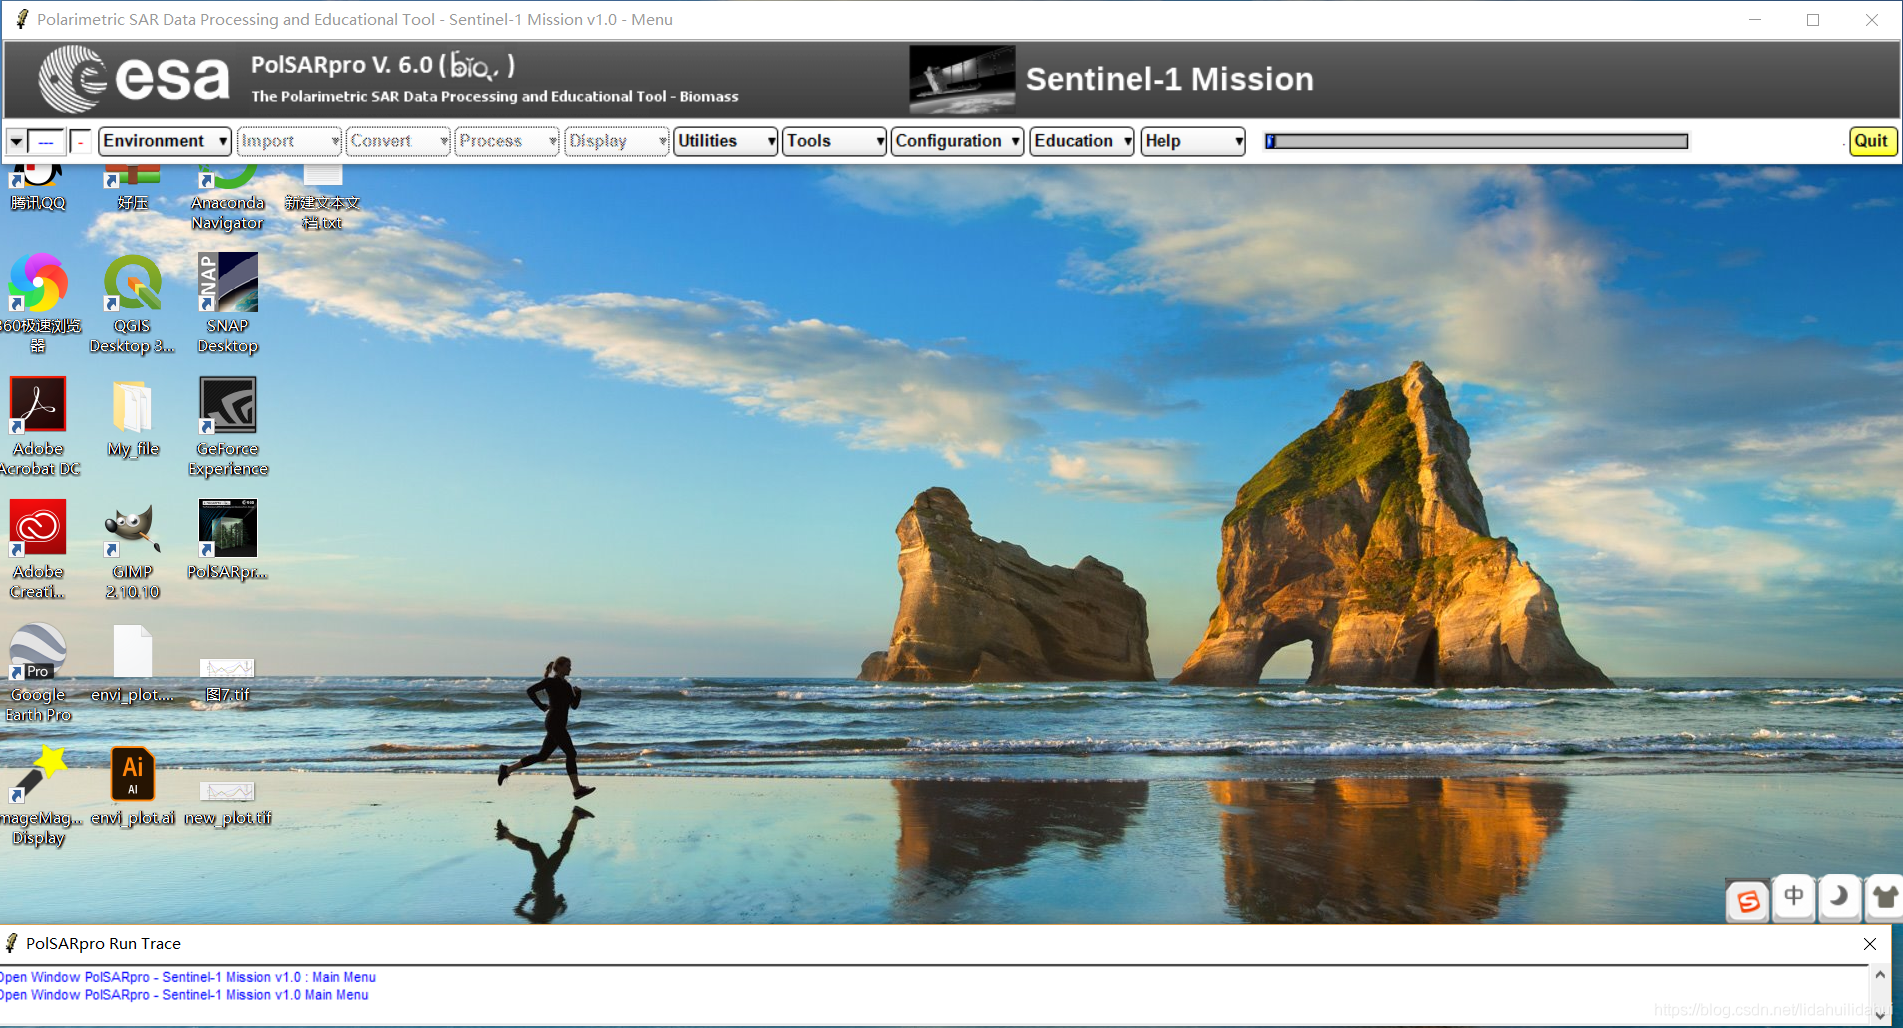 Polarimetric SAR Data Processing and Educational Tool - Sentinel-1 Mission v1.0 - Menu
esa
PolSARpro V. 6.0 ( bio. )
The Polarimetric SAR Data Processing and Educational Tool - Biomass
Sentinel-1 Mission
--- - Environment Import Convert Process Display Utilities Tools Configuration Education Help Quit
腾讯QQ
好压
Anaconda
Navigator
新建文本文
档.txt
360极速浏览
器
QGIS
Desktop 3...
SNAP
SNAP
Desktop
Adobe
Acrobat DC
My_file
GeForce
Experience
Adobe
Creati...
GIMP
2.10.10
PolSARpr...
Pro
Google
Earth Pro
envi_plot....
图7.tif
ImageMag...
Display
Ai
AI
envi_plot.ai
new_plot.tif
中
PolSARpro Run Trace
Open Window PolSARpro - Sentinel-1 Mission v1.0 : Main Menu
Open Window PolSARpro - Sentinel-1 Mission v1.0 Main Menu